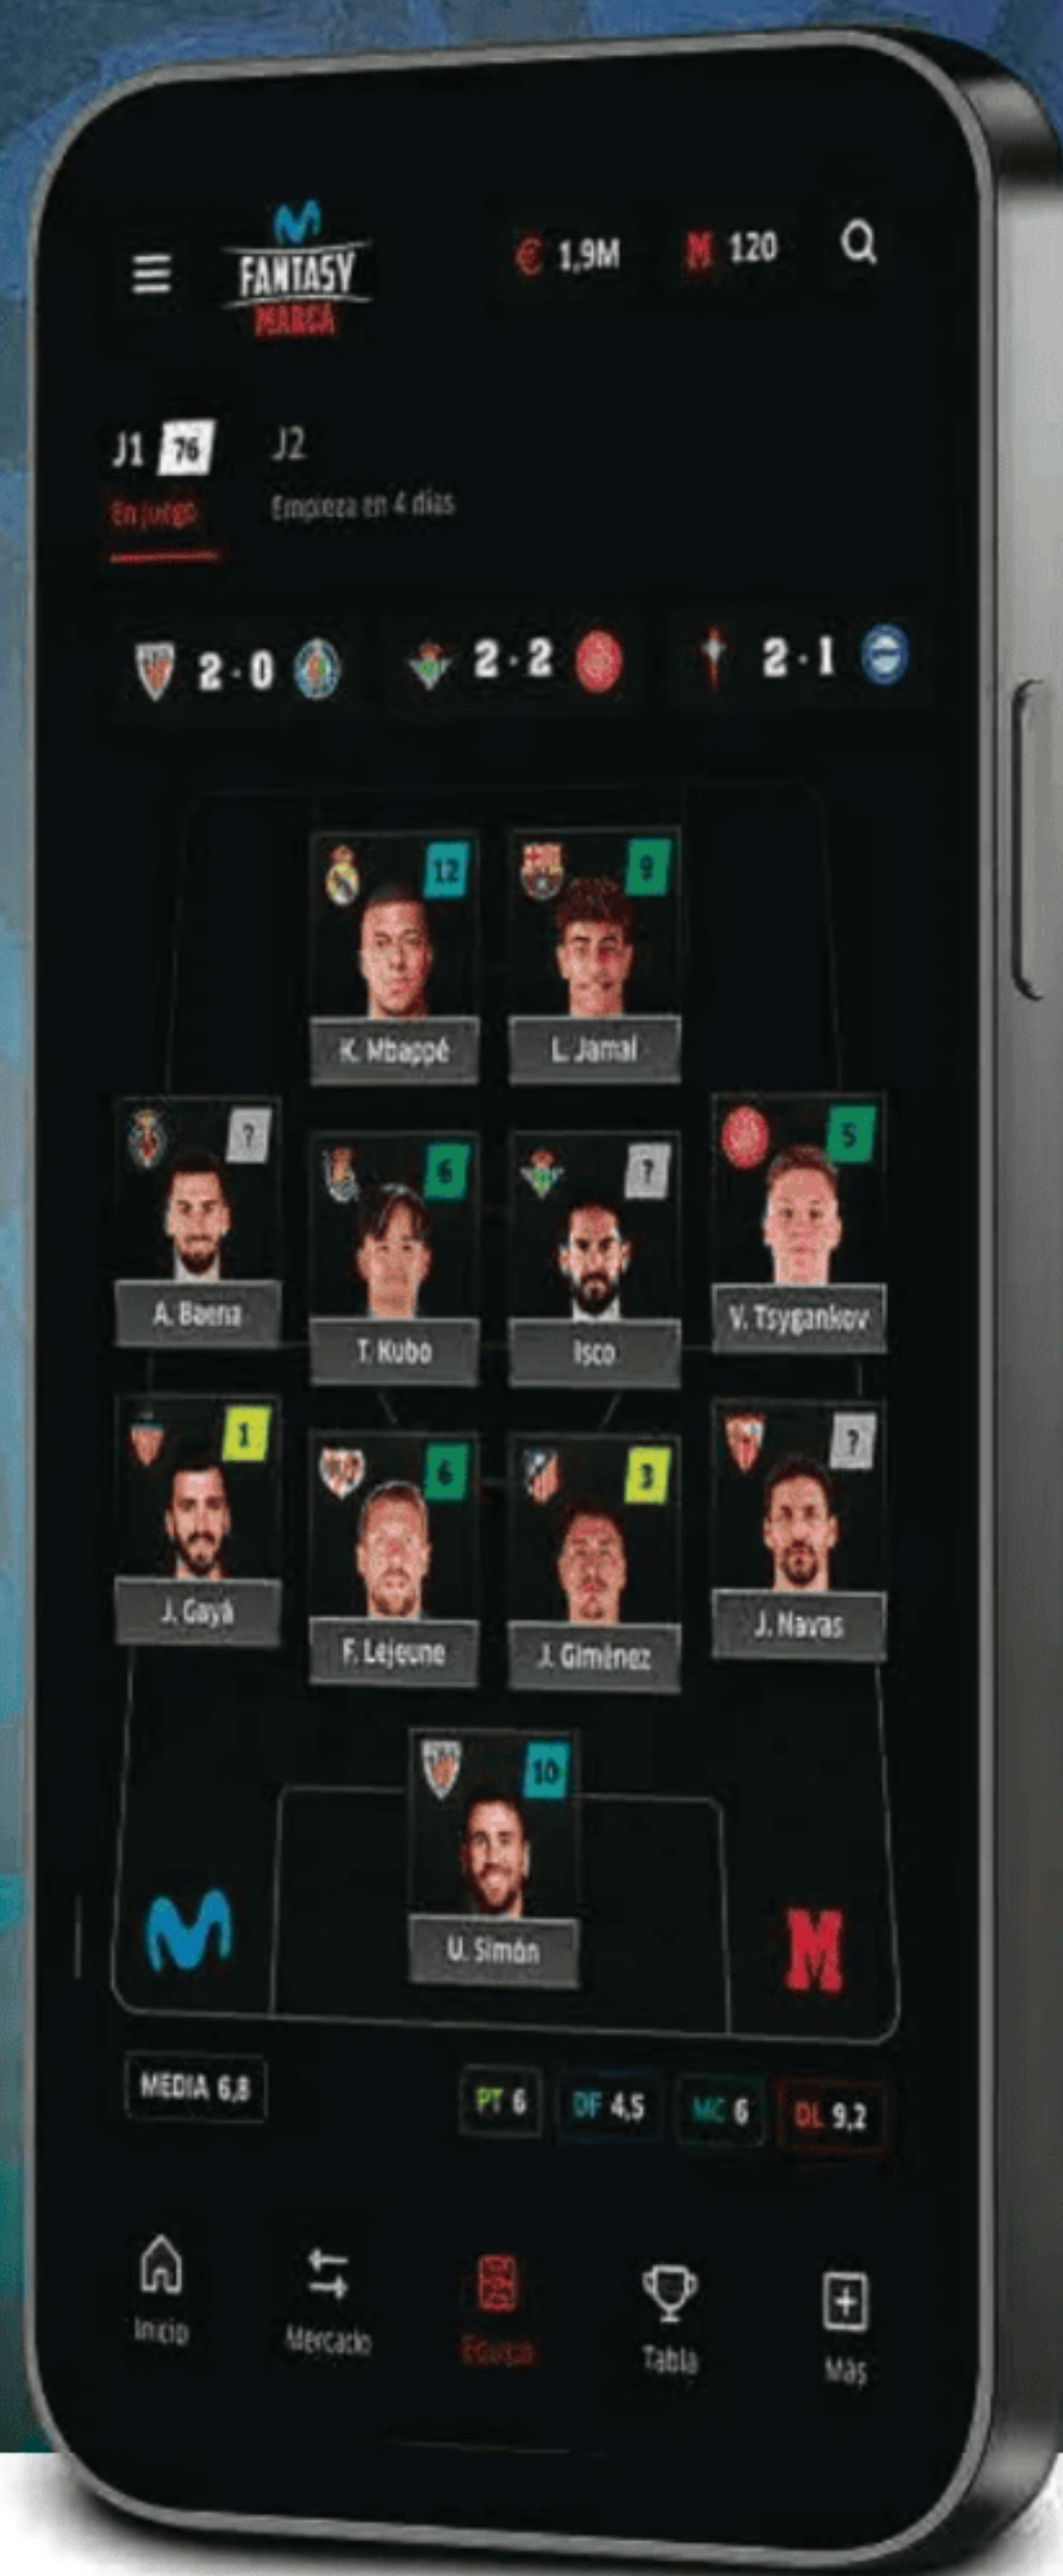 FANTASY
MARCA
€ 1,9M
M 120
J1 76
J2
En juego
Empieza en 4 días
2 · 0
2 · 2
2 · 1
12
9
K. Mbappé
L. Jamal
?
6
?
5
A. Baena
T. Kubo
Isco
V. Tsygankov
1
6
3
?
J. Gayá
F. Lejeune
J. Giménez
J. Navas
10
U. Simón
M
MEDIA 6,8
PT 6
DF 4,5
MC 6
DL 9,2
Inicio
Mercado
Equipo
Tabla
Más